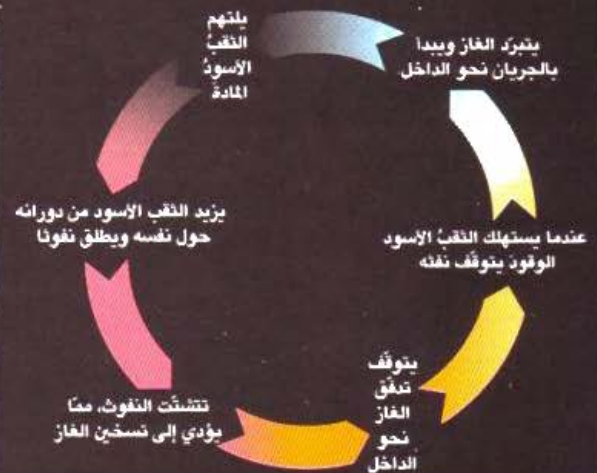 يلتهم
الثقبُ
الأسودُ
المادةَ
يتبرّد الغاز ويبدأ
بالجريان نحو الداخل
يزيد الثقب الأسود من دورانه
حول نفسه ويطلق نفوثًا
عندما يستهلك الثقبُ الأسود
الوقودَ يتوقّف نفثه
تتشتّت النفوث، ممّا
يؤدي إلى تسخين الغاز
يتوقّف
تدفّق
الغاز
نحو
الداخل